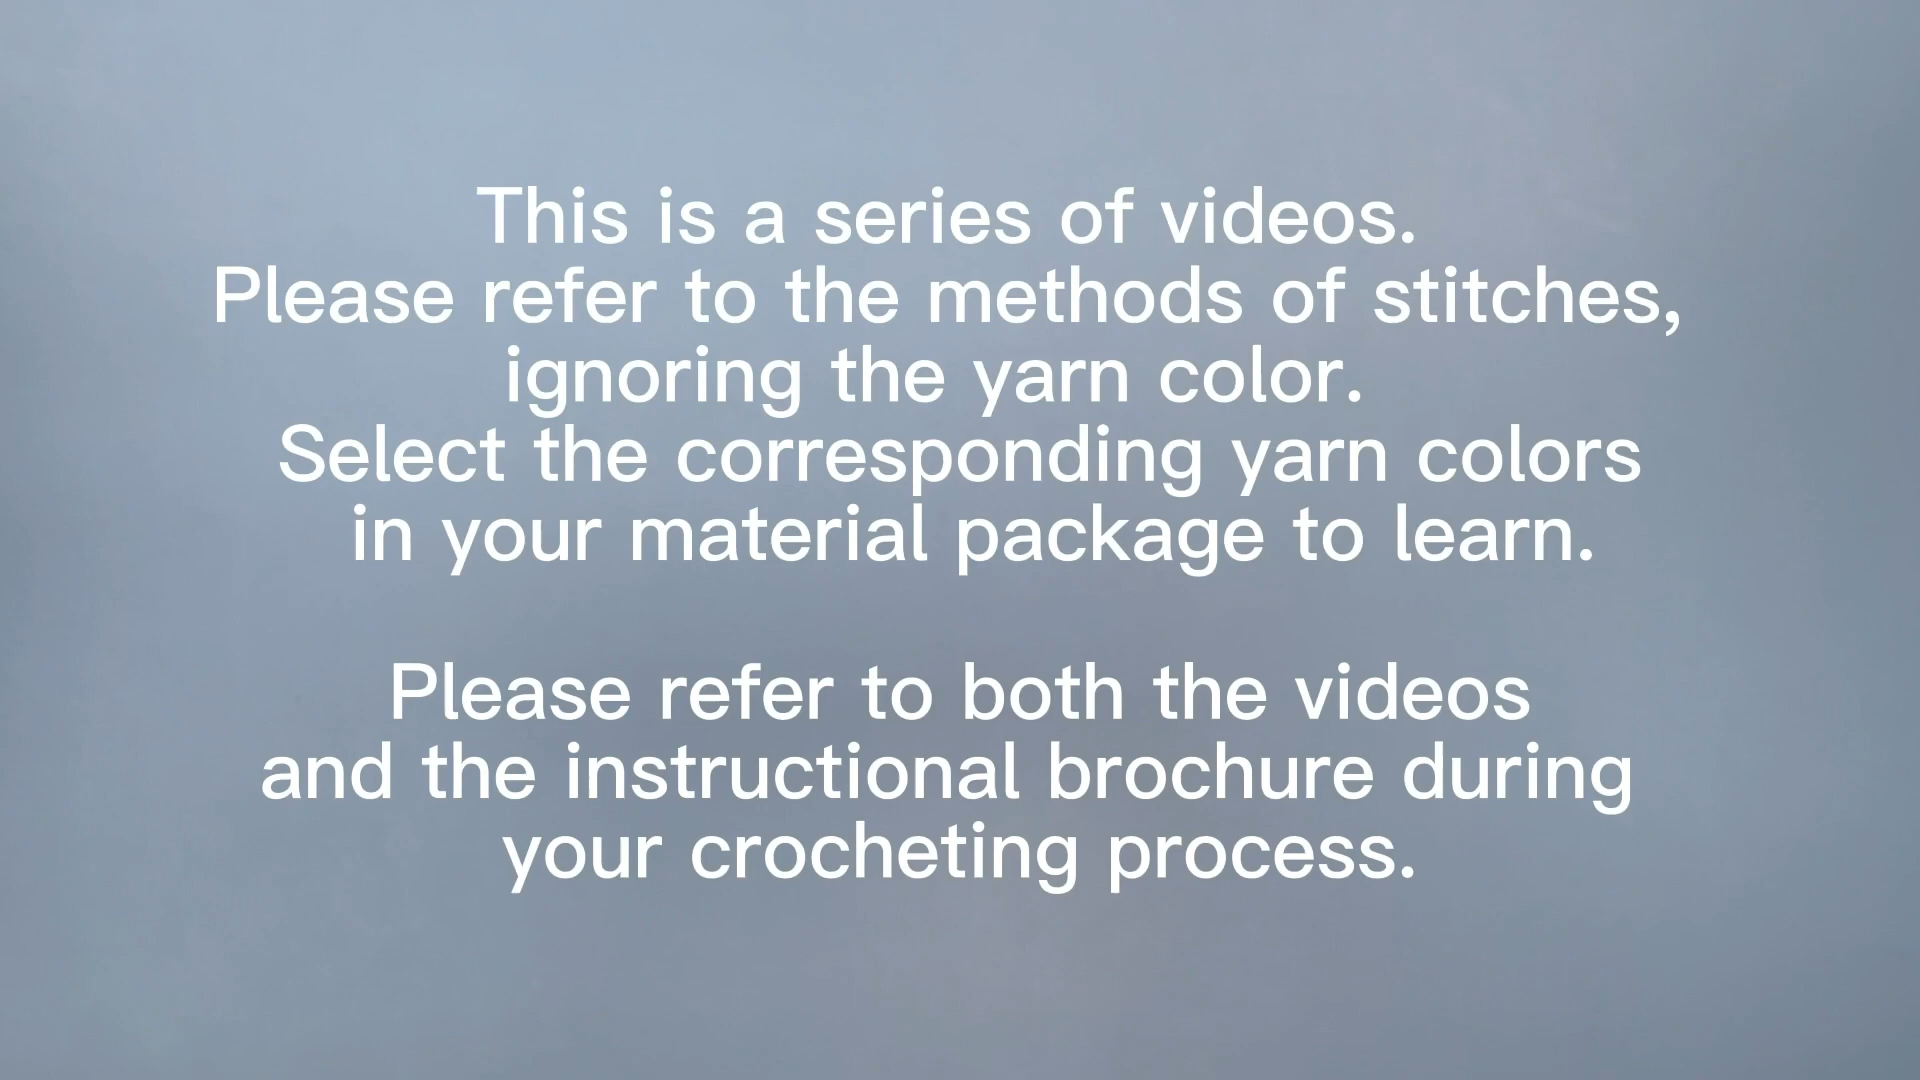 This is a series of videos.
Please refer to the methods of stitches,
ignoring the yarn color.
Select the corresponding yarn colors
in your material package to learn.
Please refer to both the videos
and the instructional brochure during
your crocheting process.